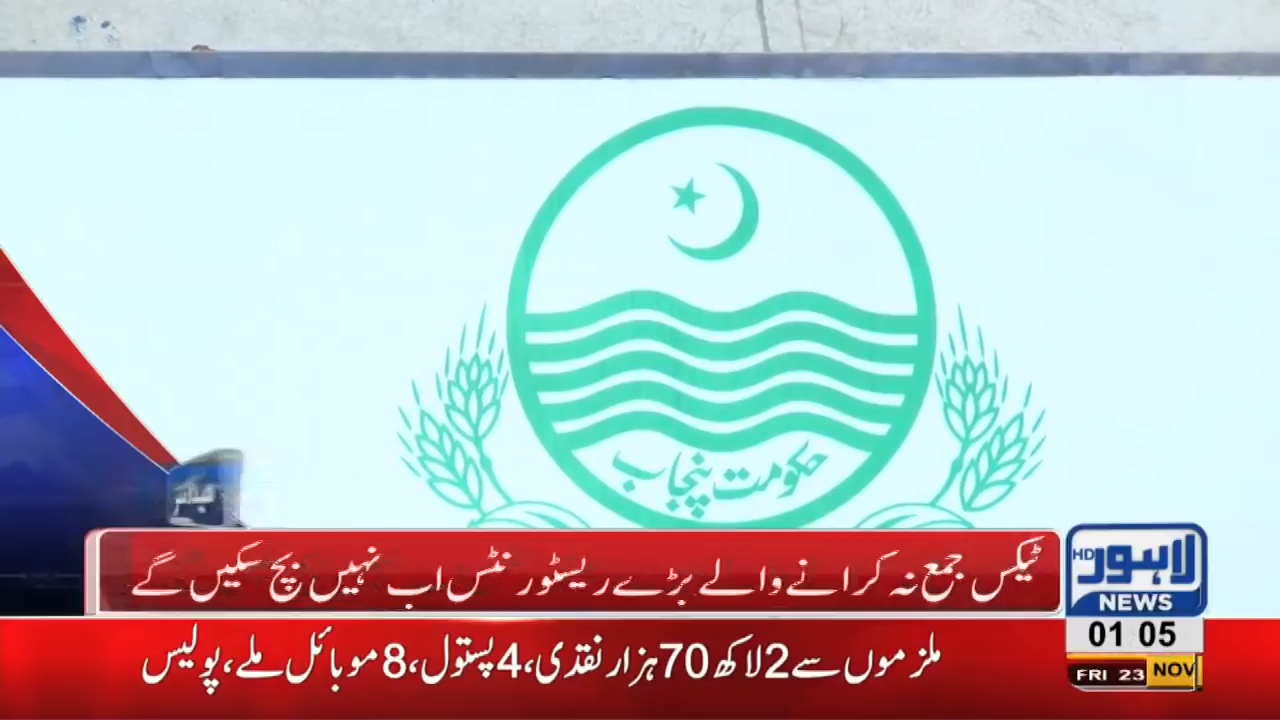 حکومت پنجاب
ٹیکس جمع نہ کرانے والے بڑے ریسٹورنٹس اب نہیں بچ سکیں گے
HD لاہور
NEWS
01 05
FRI 23 NOV
ملزموں سے 2 لاکھ 70 ہزار نقدی، 4 پستول، 8 موبائل ملے، پولیس